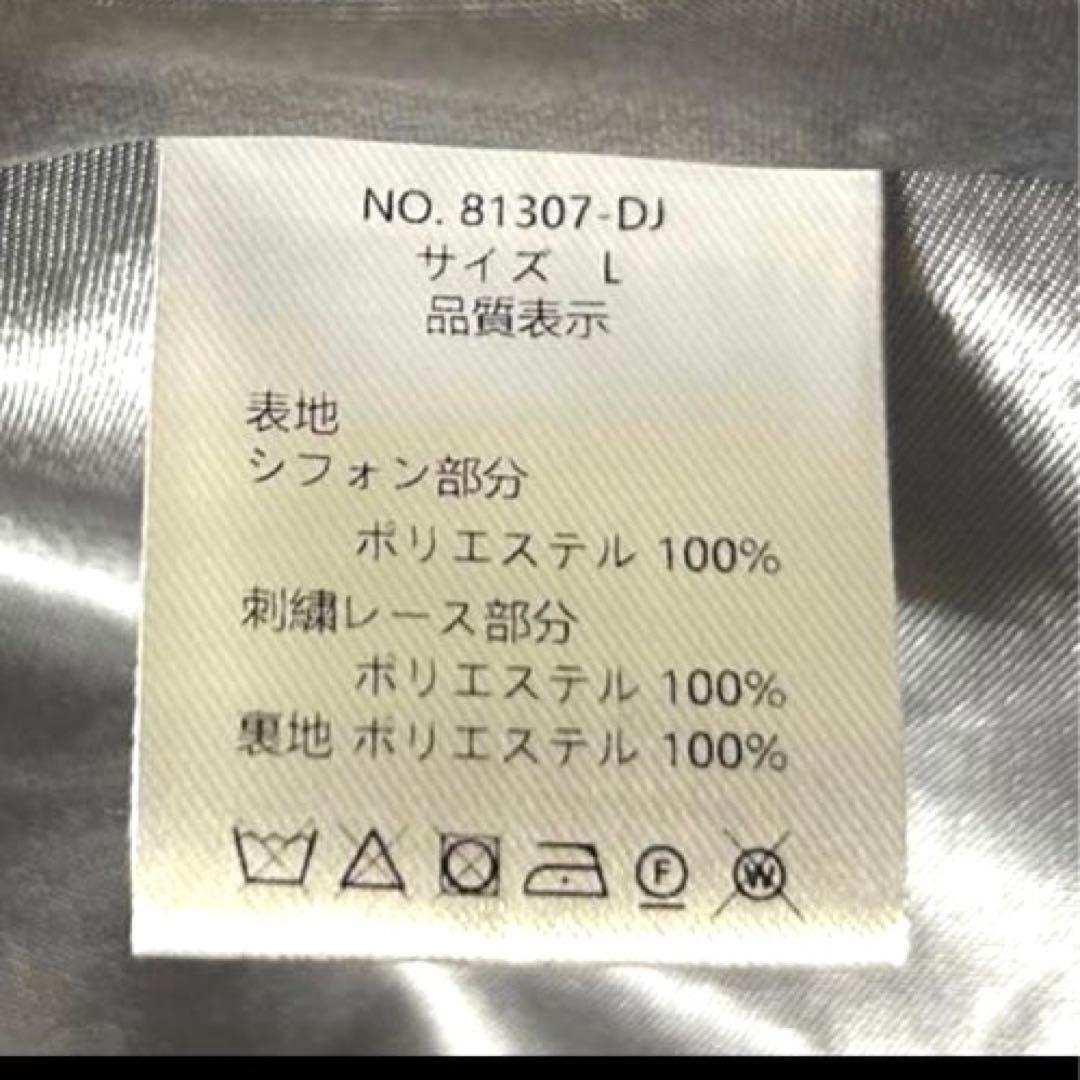 NO. 81307-DJ
サイズ L
品質表示
表地
シフォン部分
ポリエステル 100%
刺繍レース部分
ポリエステル 100%
裏地 ポリエステル 100%
F W